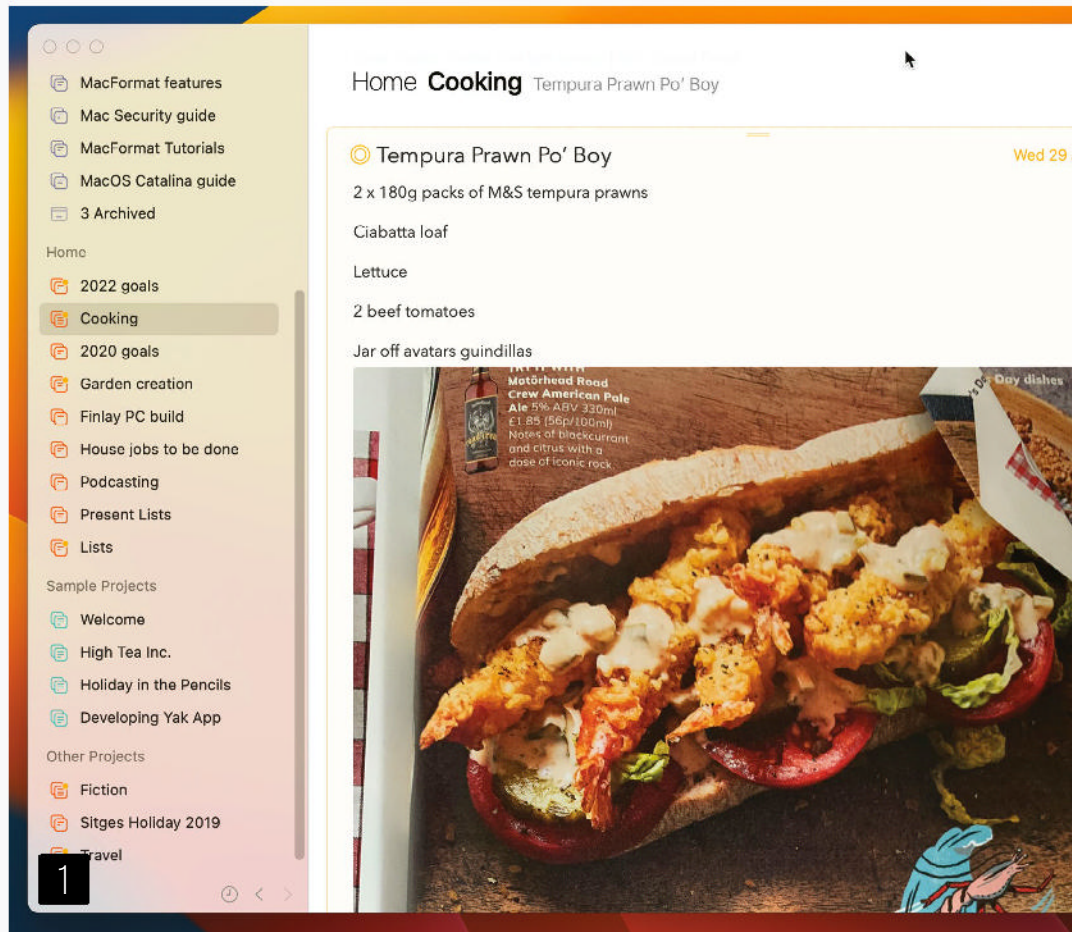 MacFormat features
Mac Security guide
MacFormat Tutorials
MacOS Catalina guide
3 Archived
Home
2022 goals
Cooking
2020 goals
Garden creation
Finlay PC build
House jobs to be done
Podcasting
Present Lists
Lists
Sample Projects
Welcome
High Tea Inc.
Holiday in the Pencils
Developing Yak App
Other Projects
Fiction
Sitges Holiday 2019
Travel
1
Home Cooking Tempura Prawn Po’ Boy
Tempura Prawn Po’ Boy
Wed 29
2 x 180g packs of M&S tempura prawns
Ciabatta loaf
Lettuce
2 beef tomatoes
Jar off avatars guindillas
TRY IT WITH
Motörhead Road
Crew American Pale
Ale 5% ABV 330ml
£1.85 (56p/100ml)
Notes of blackcurrant
and citrus with a
dose of iconic rock
Day dishes